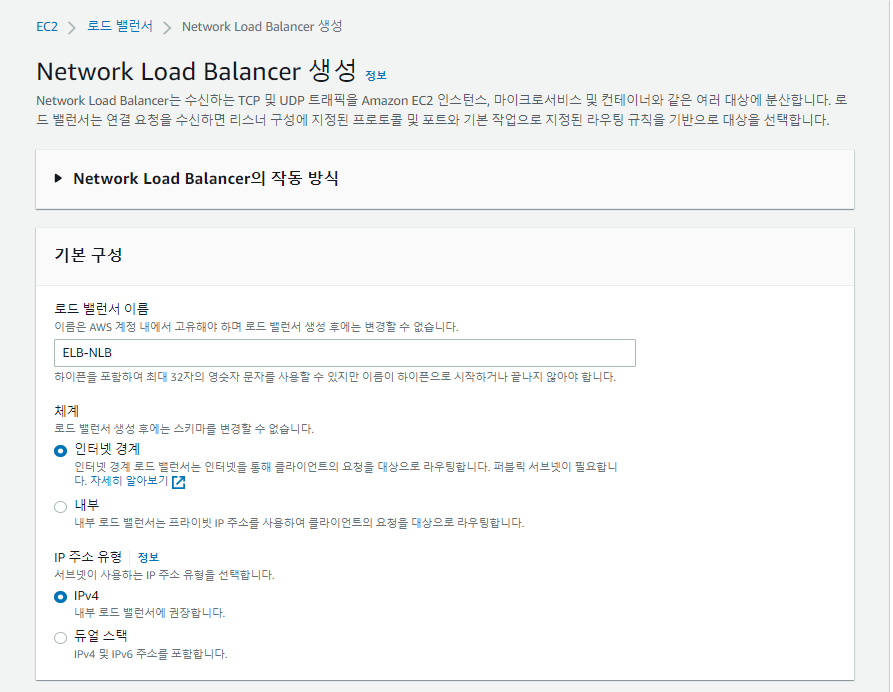 EC2 > 로드 밸런서 > Network Load Balancer 생성
Network Load Balancer 생성 정보
Network Load Balancer는 수신하는 TCP 및 UDP 트래픽을 Amazon EC2 인스턴스, 마이크로서비스 및 컨테이너와 같은 여러 대상에 분산합니다. 로
드 밸런서는 연결 요청을 수신하면 리스너 구성에 지정된 프로토콜 및 포트와 기본 작업으로 지정된 라우팅 규칙을 기반으로 대상을 선택합니다.
Network Load Balancer의 작동 방식
기본 구성
로드 밸런서 이름
이름은 AWS 계정 내에서 고유해야 하며 로드 밸런서 생성 후에는 변경할 수 없습니다.
ELB-NLB
하이픈을 포함하여 최대 32자의 영숫자 문자를 사용할 수 있지만 이름이 하이픈으로 시작하거나 끝나지 않아야 합니다.
체계
로드 밸런서 생성 후에는 스키마를 변경할 수 없습니다.
인터넷 경계
인터넷 경계 로드 밸런서는 인터넷을 통해 클라이언트의 요청을 대상으로 라우팅합니다. 퍼블릭 서브넷이 필요합니
다. 자세히 알아보기
내부
내부 로드 밸런서는 프라이빗 IP 주소를 사용하여 클라이언트의 요청을 대상으로 라우팅합니다.
IP 주소 유형 정보
서브넷이 사용하는 IP 주소 유형을 선택합니다.
IPv4
내부 로드 밸런서에 권장합니다.
듀얼 스택
IPv4 및 IPv6 주소를 포함합니다.